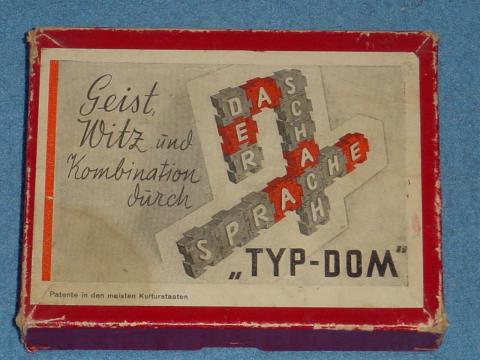 Geist,
Witz und
Kombination
durch
DAS
SCHACH
DER
SPRACHE
„TYP-DOM"
Patente in den meisten Kulturstaaten